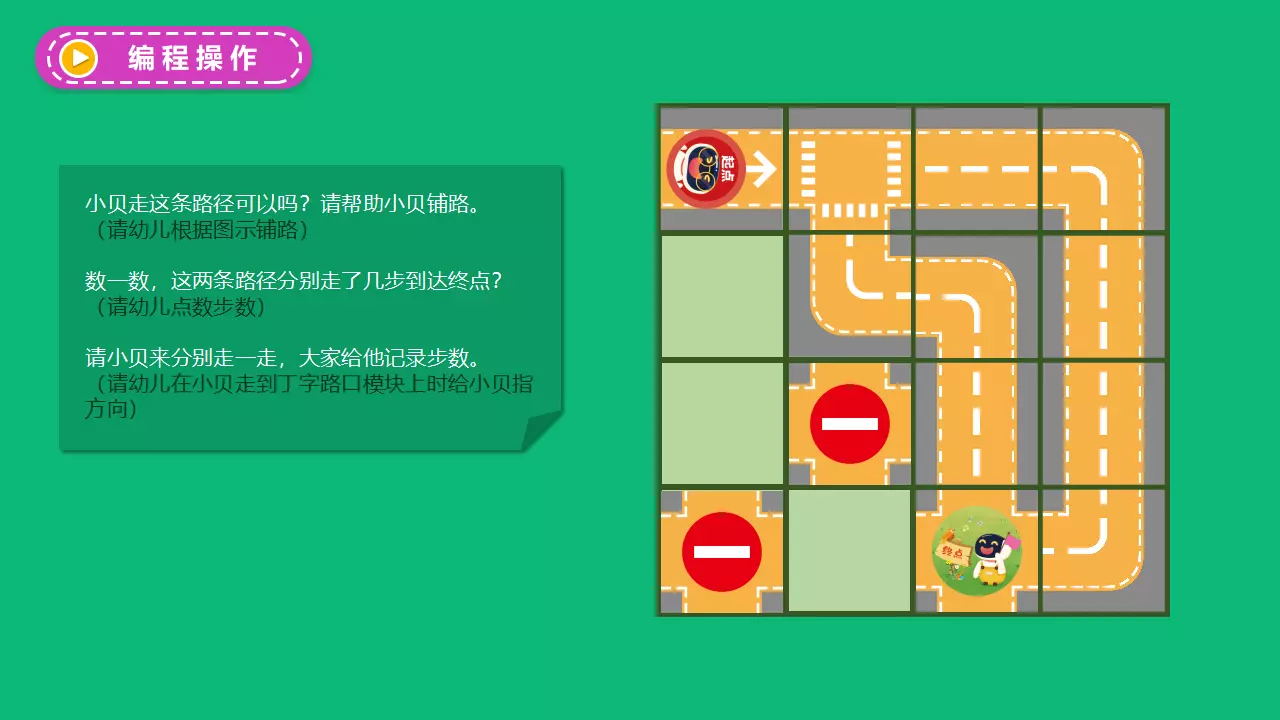 编程操作
小贝走这条路径可以吗？请帮助小贝铺路。
（请幼儿根据图示铺路）
数一数，这两条路径分别走了几步到达终点？
（请幼儿点数步数）
请小贝来分别走一走，大家给他记录步数。
（请幼儿在小贝走到丁字路口模块上时给小贝指
方向）
起点
终点